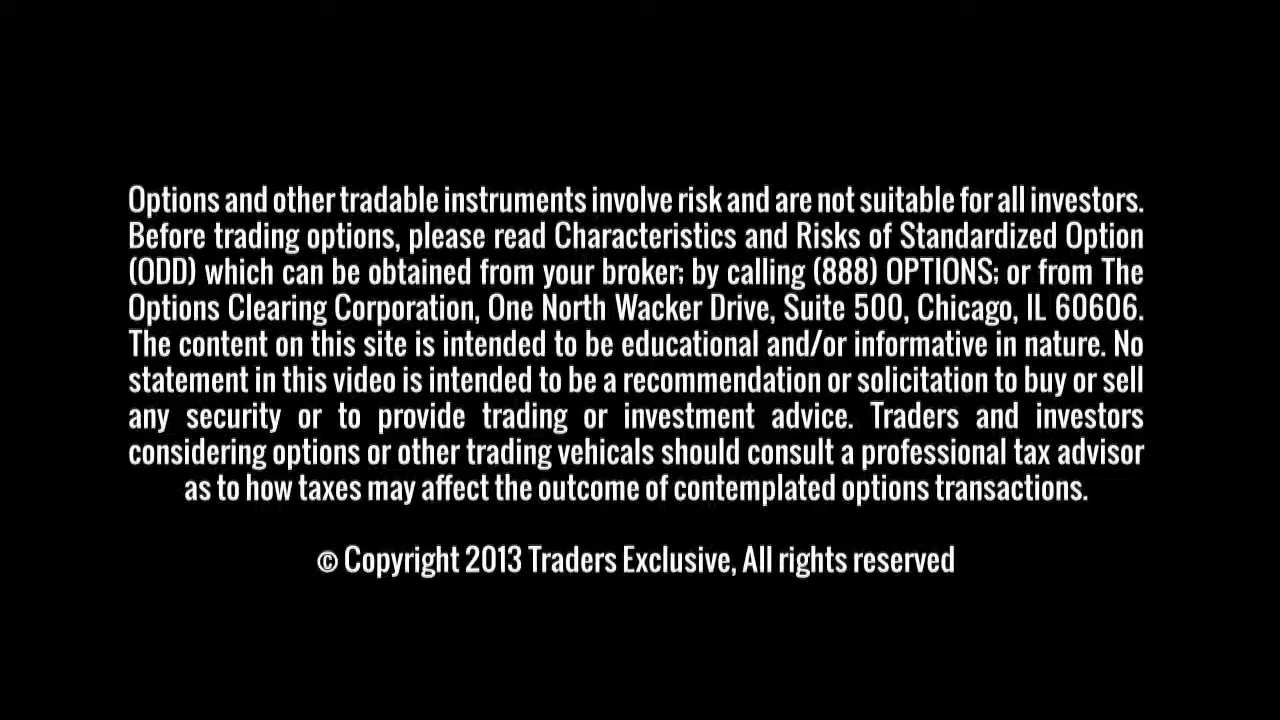 Options and other tradable instruments involve risk and are not suitable for all investors.
Before trading options, please read Characteristics and Risks of Standardized Option
(ODD) which can be obtained from your broker; by calling (888) OPTIONS; or from The
Options Clearing Corporation, One North Wacker Drive, Suite 500, Chicago, IL 60606.
The content on this site is intended to be educational and/or informative in nature. No
statement in this video is intended to be a recommendation or solicitation to buy or sell
any security or to provide trading or investment advice. Traders and investors
considering options or other trading vehicals should consult a professional tax advisor
as to how taxes may affect the outcome of contemplated options transactions.
© Copyright 2013 Traders Exclusive, All rights reserved